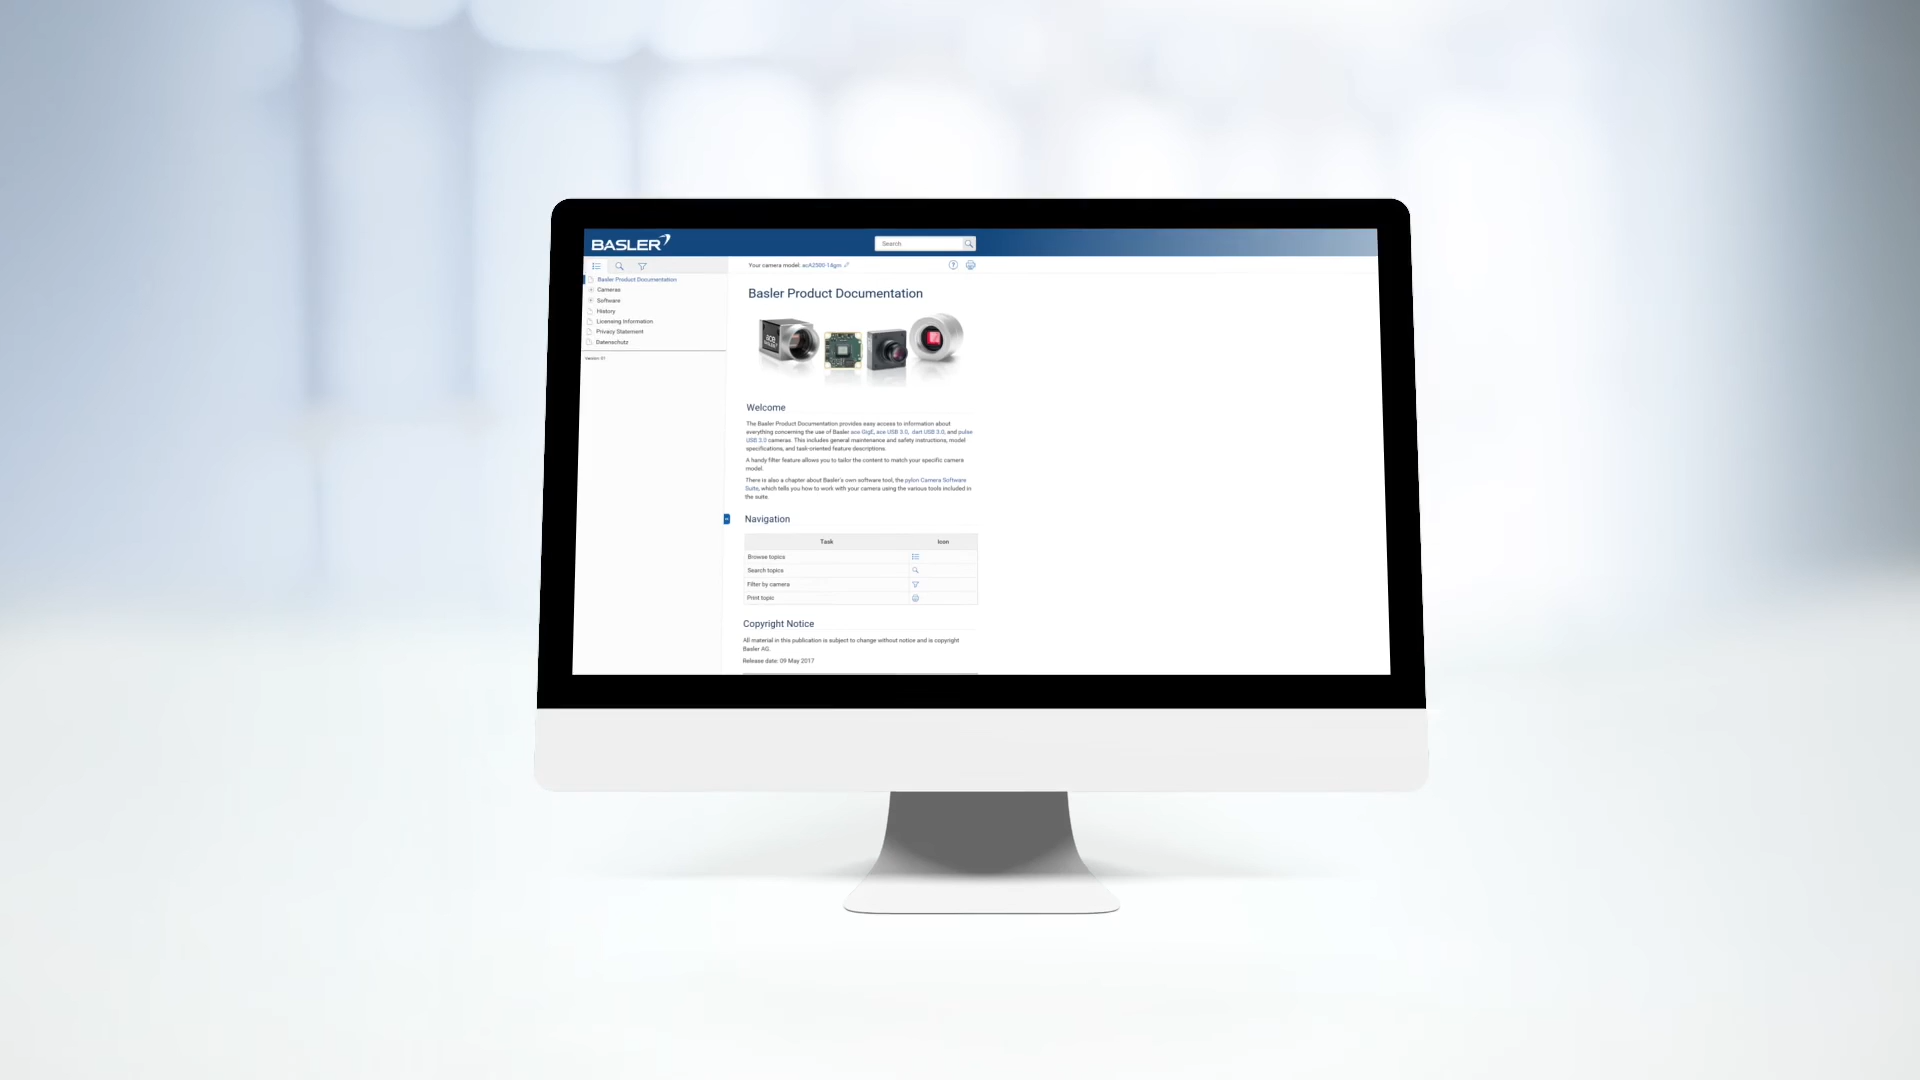 BASLER
Search
Your camera model: acA2500-14gm
Basler Product Documentation
Cameras
Software
History
Licensing Information
Privacy Statement
Datenschutz
Version 01
Basler Product Documentation
ace
BASLER
Welcome
The Basler Product Documentation provides easy access to information about
everything concerning the use of Basler ace GigE, ace USB 3.0, dart USB 3.0, and pulse
USB 3.0 cameras. This includes general maintenance and safety instructions, model
specifications, and task-oriented feature descriptions.
A handy filter feature allows you to tailor the content to match your specific camera
model.
There is also a chapter about Basler's own software tool, the pylon Camera Software
Suite, which tells you how to work with your camera using the various tools included in
the suite.
Navigation
Task Icon
Browse topics
Search topics
Filter by camera
Print topic
Copyright Notice
All material in this publication is subject to change without notice and is copyright
Basler AG.
Release date: 09 May 2017